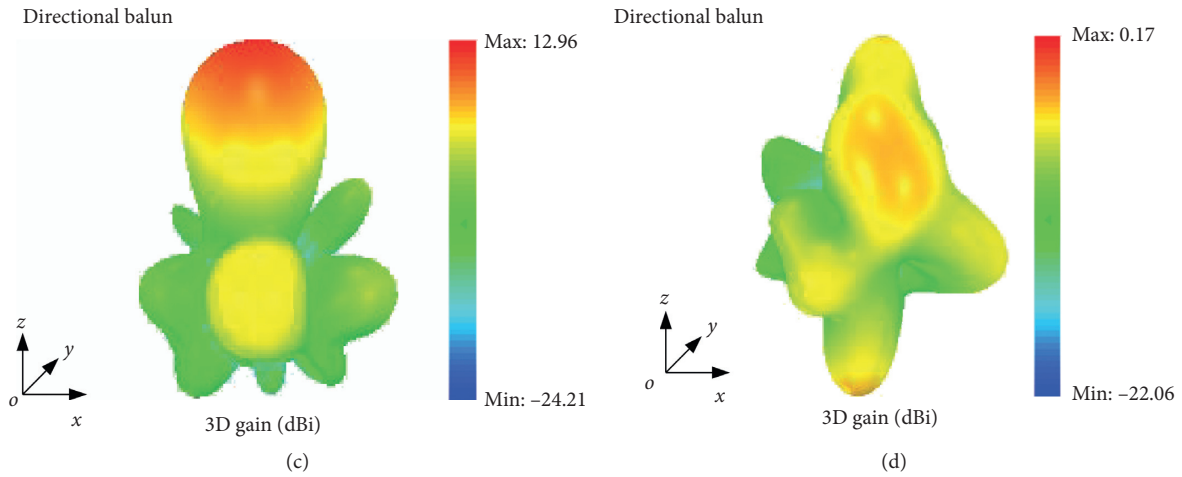 Directional balun
Max: 12.96
z
y
o
x
Min: –24.21
3D gain (dBi)
(c)
Directional balun
Max: 0.17
z
y
o
x
Min: –22.06
3D gain (dBi)
(d)